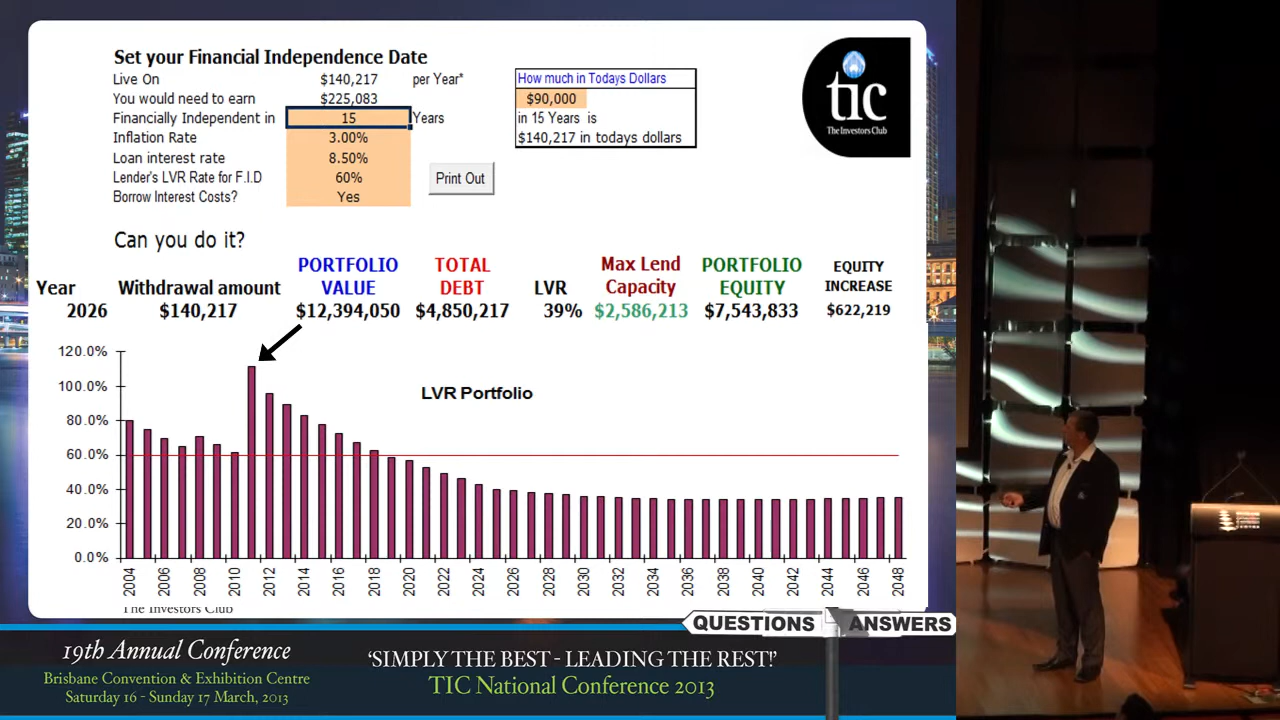 Set your Financial Independence Date
Live On $140,217 per Year*
You would need to earn $225,083
Financially Independent in 15 Years
Inflation Rate 3.00%
Loan interest rate 8.50%
Lender's LVR Rate for F.I.D 60%
Borrow Interest Costs? Yes
Print Out
How much in Todays Dollars
$90,000
in 15 Years is
$140,217 in todays dollars
tic
The Investors Club
Can you do it?
Year Withdrawal amount PORTFOLIO VALUE TOTAL DEBT LVR Max Lend Capacity PORTFOLIO EQUITY EQUITY INCREASE
2026 $140,217 $12,394,050 $4,850,217 39% $2,586,213 $7,543,833 $622,219
LVR Portfolio
120.0%
100.0%
80.0%
60.0%
40.0%
20.0%
0.0%
2004 2006 2008 2010 2012 2014 2016 2018 2020 2022 2024 2026 2028 2030 2032 2034 2036 2038 2040 2042 2044 2046 2048
The Investors Club
QUESTIONS ANSWERS
19th Annual Conference
Brisbane Convention & Exhibition Centre
Saturday 16 - Sunday 17 March, 2013
'SIMPLY THE BEST - LEADING THE REST!'
TIC National Conference 2013